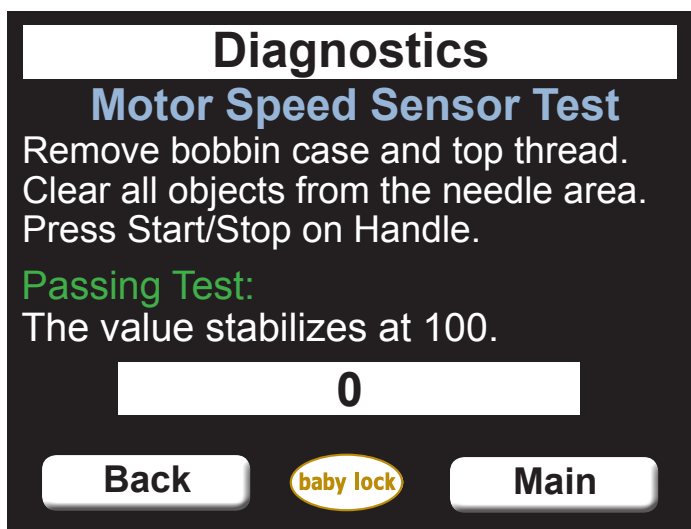 Diagnostics
Motor Speed Sensor Test
Remove bobbin case and top thread.
Clear all objects from the needle area.
Press Start/Stop on Handle.
Passing Test:
The value stabilizes at 100.
0
Back
baby lock
Main